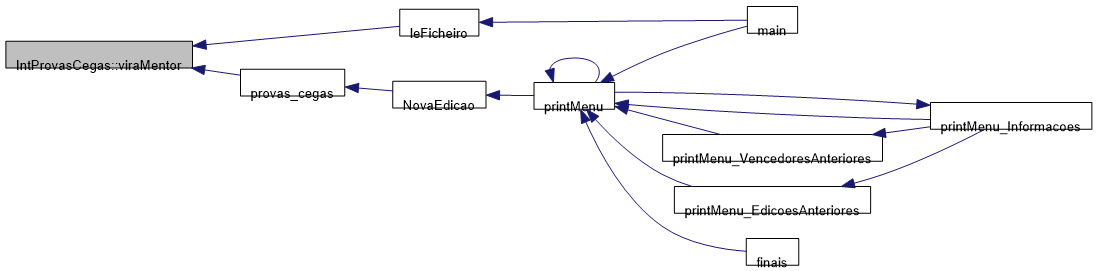 leFicheiro
main
IntProvasCegas::viraMentor
provas_cegas
NovaEdicao
printMenu
printMenu_Informacoes
printMenu_VencedoresAnteriores
printMenu_EdicoesAnteriores
finais